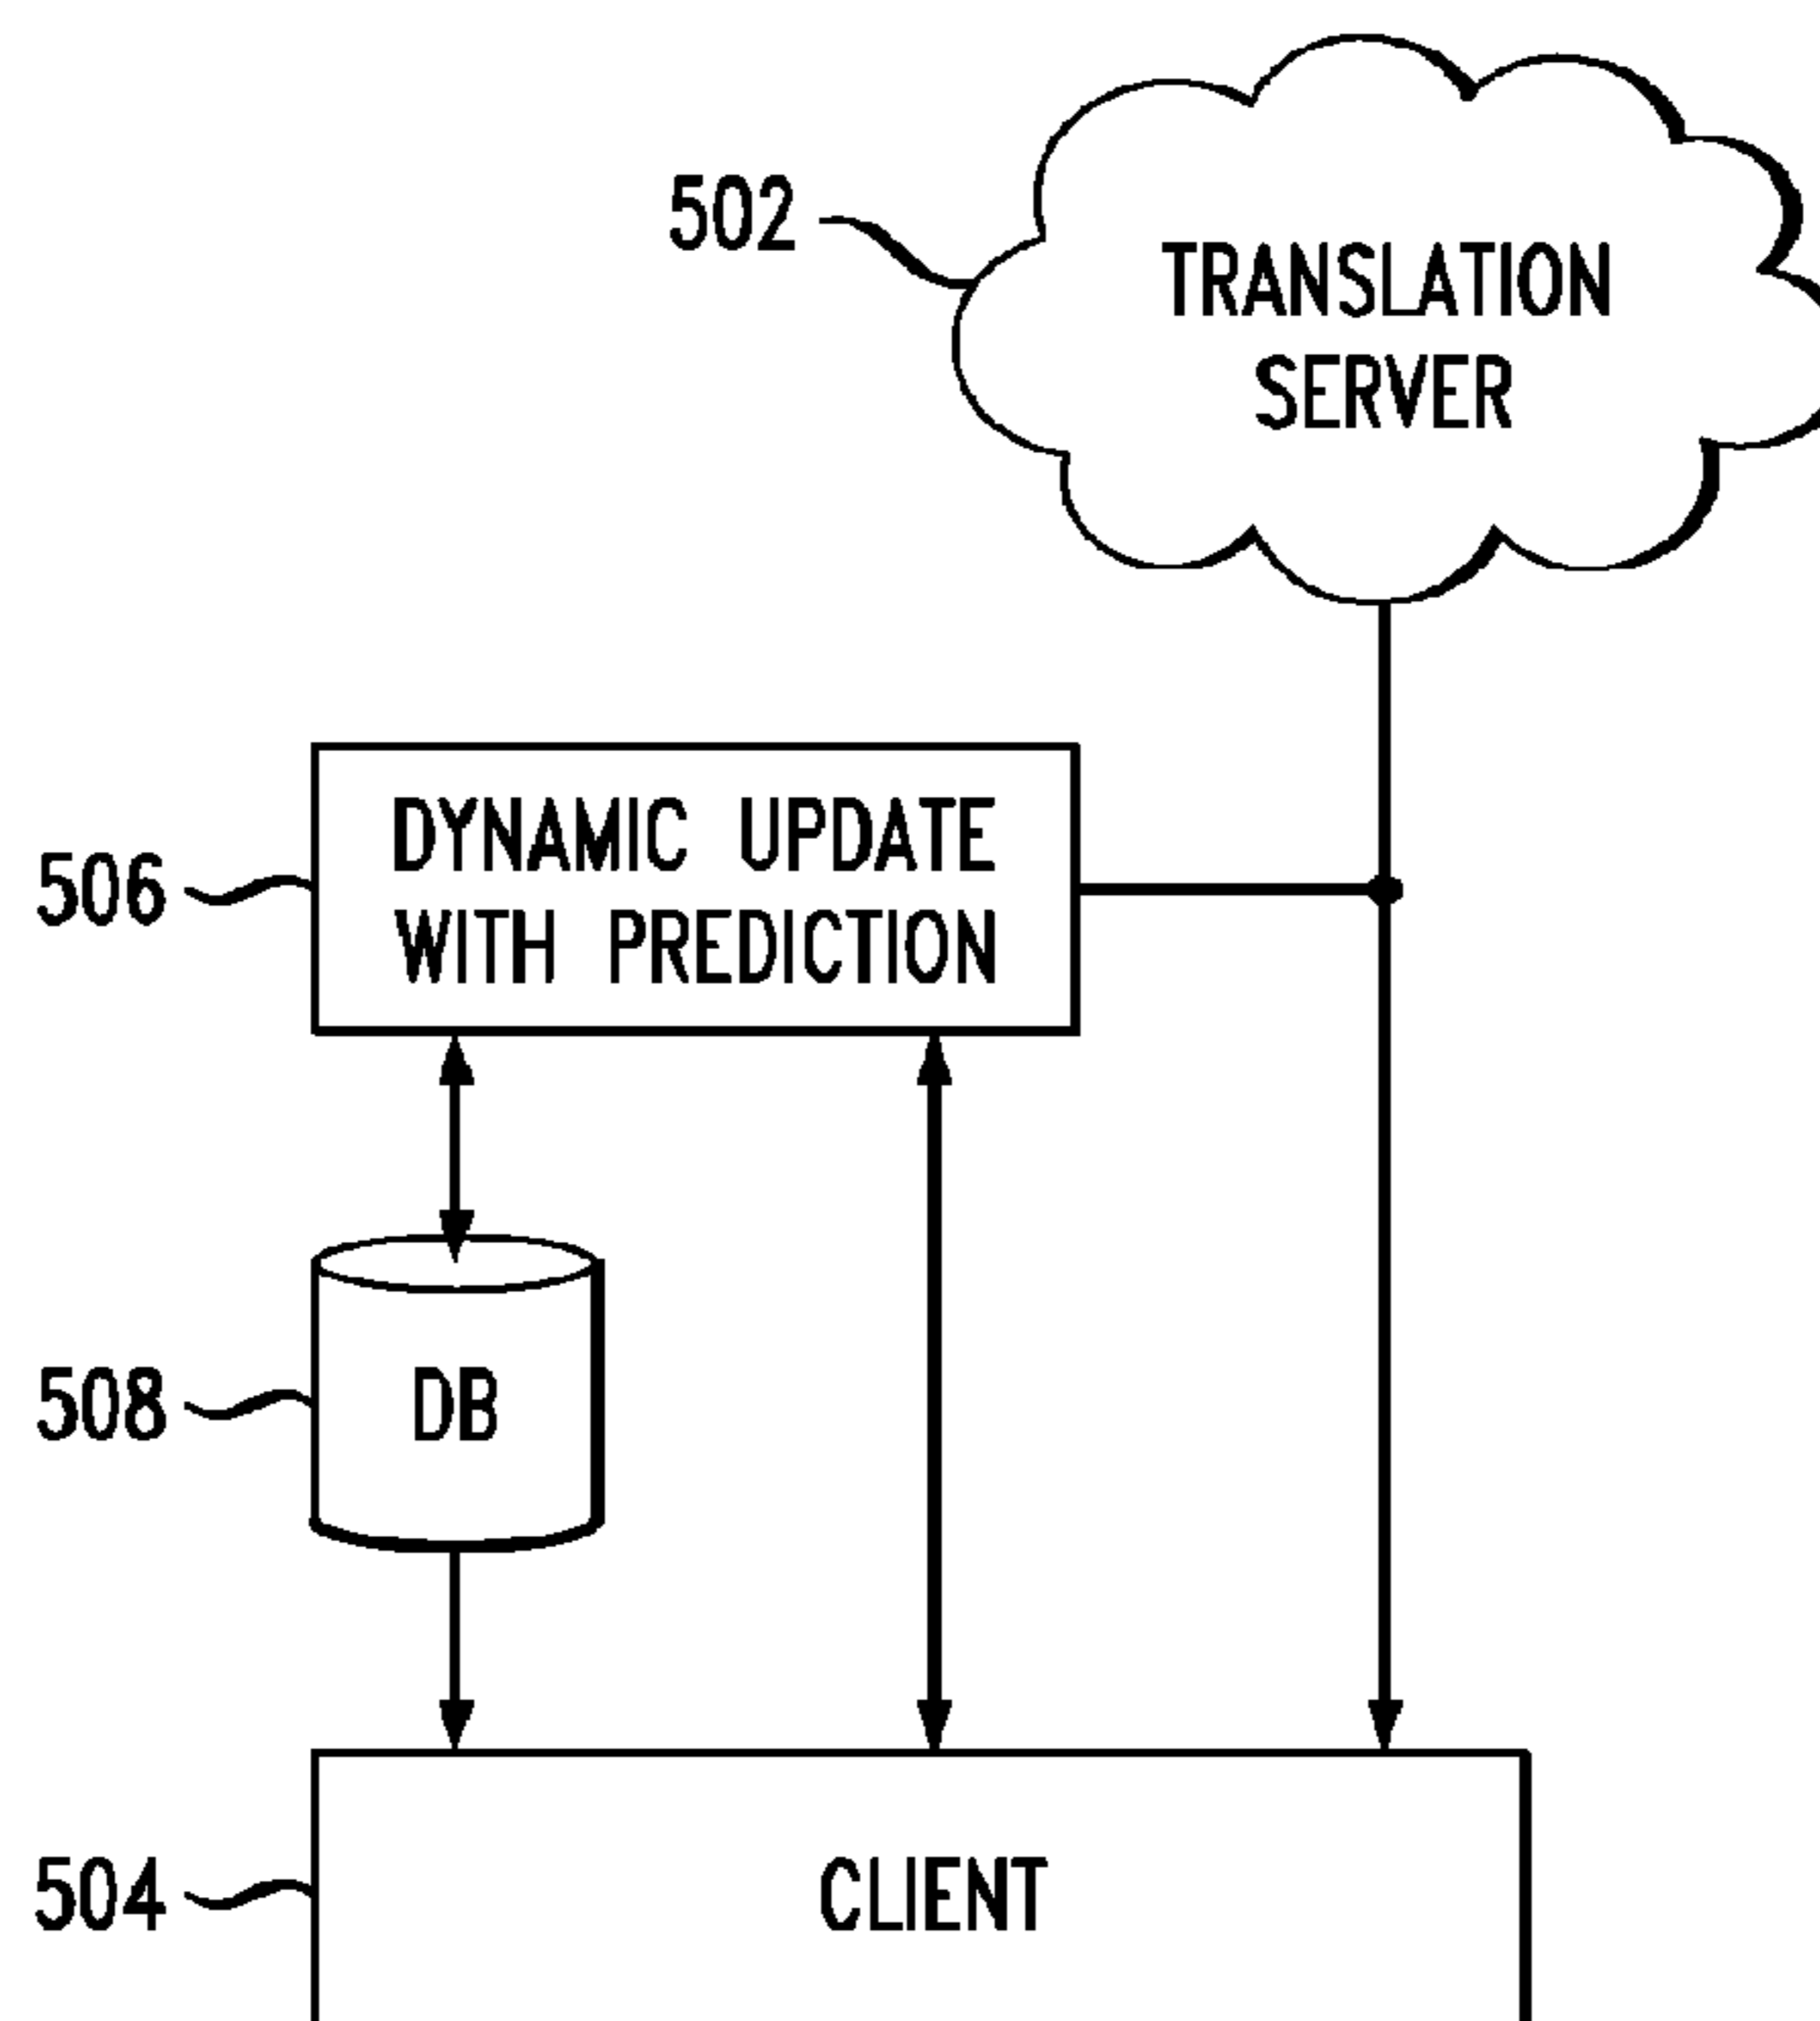 502
TRANSLATION
SERVER
506
DYNAMIC UPDATE
WITH PREDICTION
508
DB
504
CLIENT